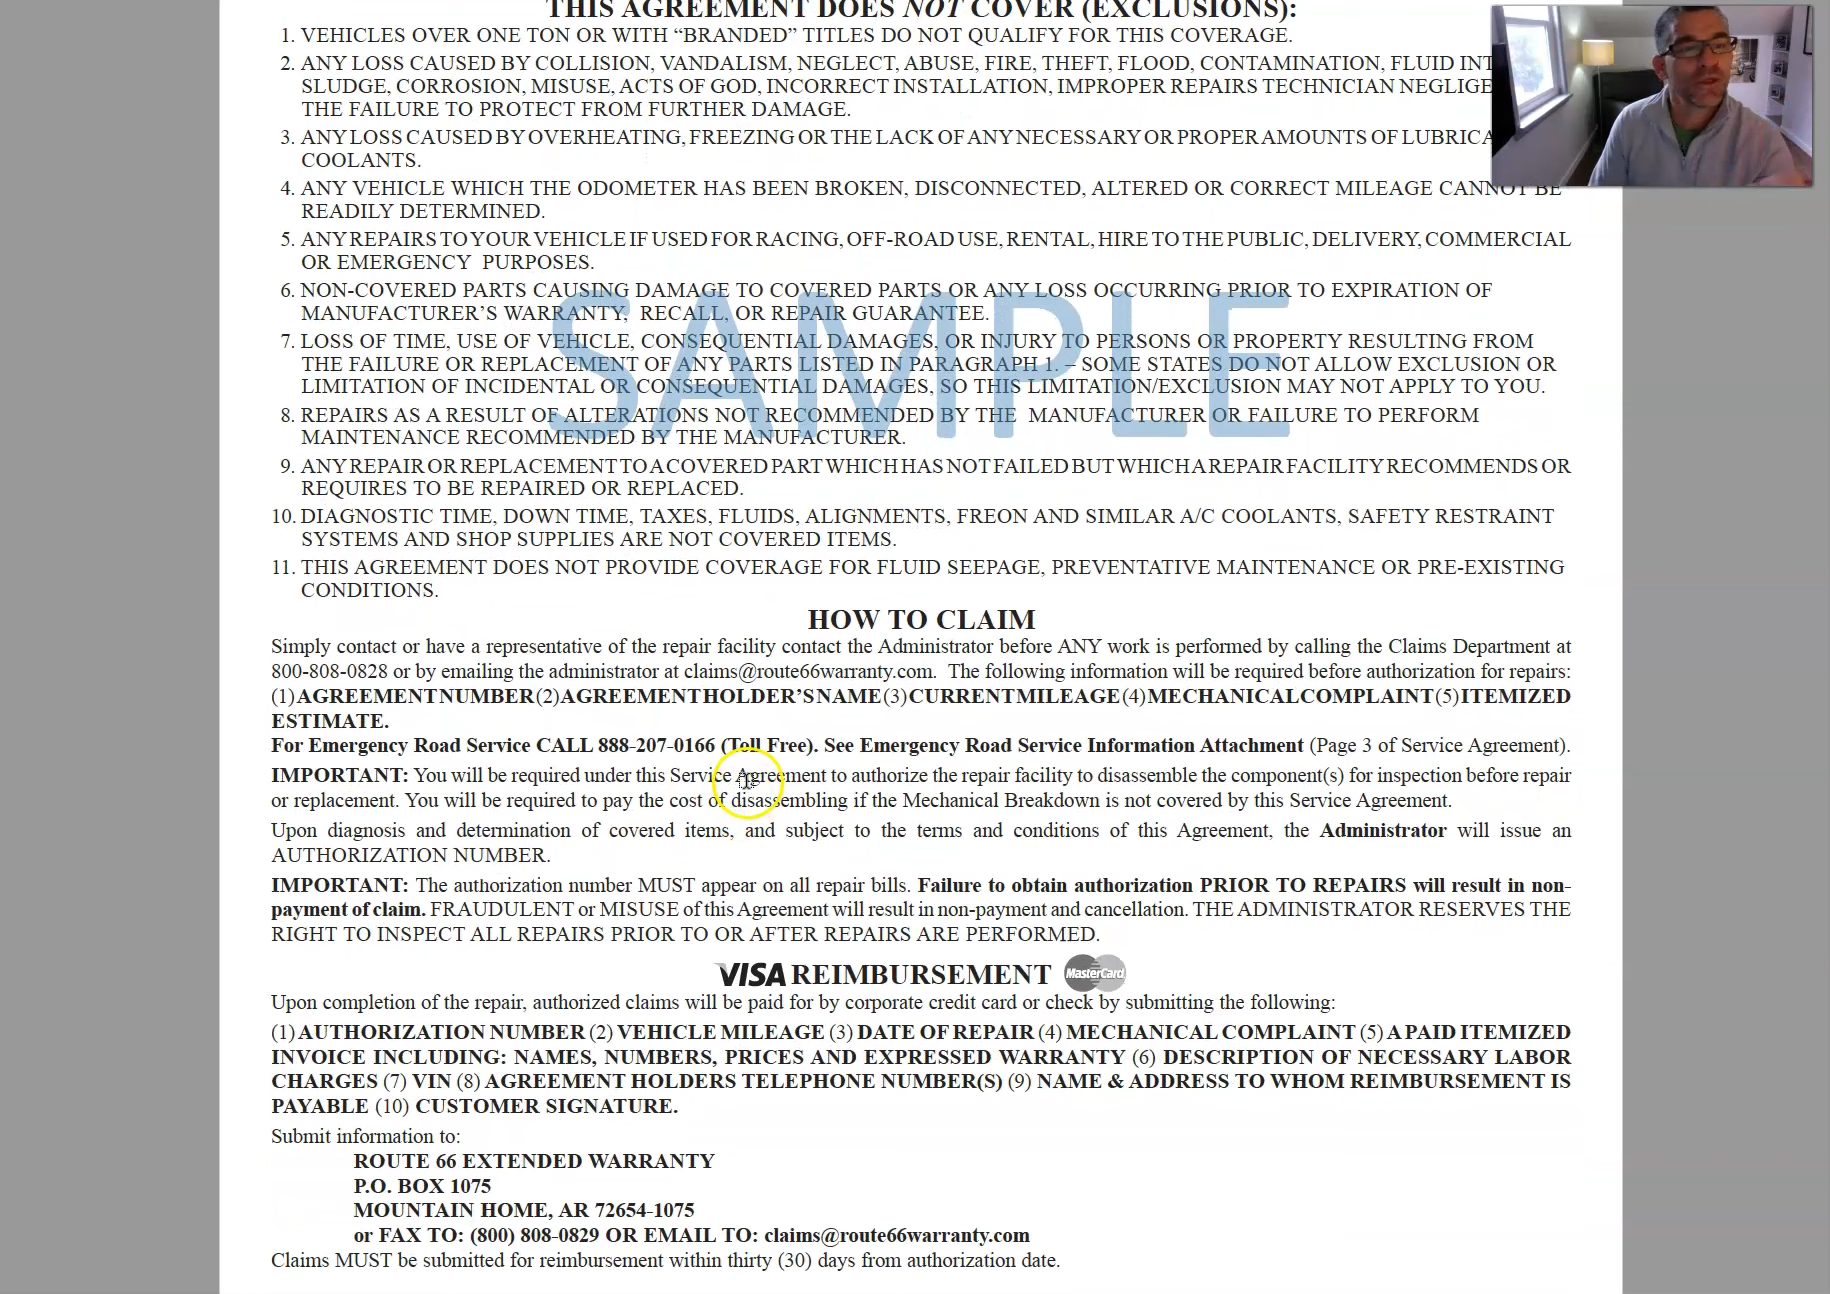 THIS AGREEMENT DOES NOT COVER (EXCLUSIONS):
1. VEHICLES OVER ONE TON OR WITH “BRANDED” TITLES DO NOT QUALIFY FOR THIS COVERAGE.
2. ANY LOSS CAUSED BY COLLISION, VANDALISM, NEGLECT, ABUSE, FIRE, THEFT, FLOOD, CONTAMINATION, FLUID
SLUDGE, CORROSION, MISUSE, ACTS OF GOD, INCORRECT INSTALLATION, IMPROPER REPAIRS TECHNICIAN
THE FAILURE TO PROTECT FROM FURTHER DAMAGE.
3. ANY LOSS CAUSED BY OVERHEATING, FREEZING OR THE LACK OF ANY NECESSARY OR PROPER AMOUNTS OF
COOLANTS.
4. ANY VEHICLE WHICH THE ODOMETER HAS BEEN BROKEN, DISCONNECTED, ALTERED OR CORRECT MILEAGE CANNOT BE
READILY DETERMINED.
5. ANY REPAIRS TO YOUR VEHICLE IF USED FOR RACING, OFF-ROAD USE, RENTAL, HIRE TO THE PUBLIC, DELIVERY, COMMERCIAL
OR EMERGENCY PURPOSES.
6. NON-COVERED PARTS CAUSING DAMAGE TO COVERED PARTS OR ANY LOSS OCCURRING PRIOR TO EXPIRATION OF
MANUFACTURER’S WARRANTY, RECALL, OR REPAIR GUARANTEE.
SAMPLE
7. LOSS OF TIME, USE OF VEHICLE, CONSEQUENTIAL DAMAGES, OR INJURY TO PERSONS OR PROPERTY RESULTING FROM
THE FAILURE OR REPLACEMENT OF ANY PARTS LISTED IN PARAGRAPH 1. – SOME STATES DO NOT ALLOW EXCLUSION OR
LIMITATION OF INCIDENTAL OR CONSEQUENTIAL DAMAGES, SO THIS LIMITATION/EXCLUSION MAY NOT APPLY TO YOU.
8. REPAIRS AS A RESULT OF ALTERATIONS NOT RECOMMENDED BY THE MANUFACTURER OR FAILURE TO PERFORM
MAINTENANCE RECOMMENDED BY THE MANUFACTURER.
9. ANY REPAIR OR REPLACEMENT TO A COVERED PART WHICH HAS NOT FAILED BUT WHICH A REPAIR FACILITY RECOMMENDS OR
REQUIRES TO BE REPAIRED OR REPLACED.
10. DIAGNOSTIC TIME, DOWN TIME, TAXES, FLUIDS, ALIGNMENTS, FREON AND SIMILAR A/C COOLANTS, SAFETY RESTRAINT
SYSTEMS AND SHOP SUPPLIES ARE NOT COVERED ITEMS.
11. THIS AGREEMENT DOES NOT PROVIDE COVERAGE FOR FLUID SEEPAGE, PREVENTATIVE MAINTENANCE OR PRE-EXISTING
CONDITIONS.
HOW TO CLAIM
Simply contact or have a representative of the repair facility contact the Administrator before ANY work is performed by calling the Claims Department at
800-808-0828 or by emailing the administrator at claims@route66warranty.com. The following information will be required before authorization for repairs:
(1) AGREEMENT NUMBER (2) AGREEMENT HOLDER’S NAME (3) CURRENT MILEAGE (4) MECHANICAL COMPLAINT (5) ITEMIZED
ESTIMATE.
For Emergency Road Service CALL 888-207-0166 (Toll Free). See Emergency Road Service Information Attachment (Page 3 of Service Agreement).
IMPORTANT: You will be required under this Service Agreement to authorize the repair facility to disassemble the component(s) for inspection before repair
or replacement. You will be required to pay the cost of disassembling if the Mechanical Breakdown is not covered by this Service Agreement.
Upon diagnosis and determination of covered items, and subject to the terms and conditions of this Agreement, the Administrator will issue an
AUTHORIZATION NUMBER.
IMPORTANT: The authorization number MUST appear on all repair bills. Failure to obtain authorization PRIOR TO REPAIRS will result in non-
payment of claim. FRAUDULENT or MISUSE of this Agreement will result in non-payment and cancellation. THE ADMINISTRATOR RESERVES THE
RIGHT TO INSPECT ALL REPAIRS PRIOR TO OR AFTER REPAIRS ARE PERFORMED.
VISA REIMBURSEMENT MasterCard
Upon completion of the repair, authorized claims will be paid for by corporate credit card or check by submitting the following:
(1) AUTHORIZATION NUMBER (2) VEHICLE MILEAGE (3) DATE OF REPAIR (4) MECHANICAL COMPLAINT (5) A PAID ITEMIZED
INVOICE INCLUDING: NAMES, NUMBERS, PRICES AND EXPRESSED WARRANTY (6) DESCRIPTION OF NECESSARY LABOR
CHARGES (7) VIN (8) AGREEMENT HOLDERS TELEPHONE NUMBER(S) (9) NAME & ADDRESS TO WHOM REIMBURSEMENT IS
PAYABLE (10) CUSTOMER SIGNATURE.
Submit information to:
ROUTE 66 EXTENDED WARRANTY
P.O. BOX 1075
MOUNTAIN HOME, AR 72654-1075
or FAX TO: (800) 808-0829 OR EMAIL TO: claims@route66warranty.com
Claims MUST be submitted for reimbursement within thirty (30) days from authorization date.